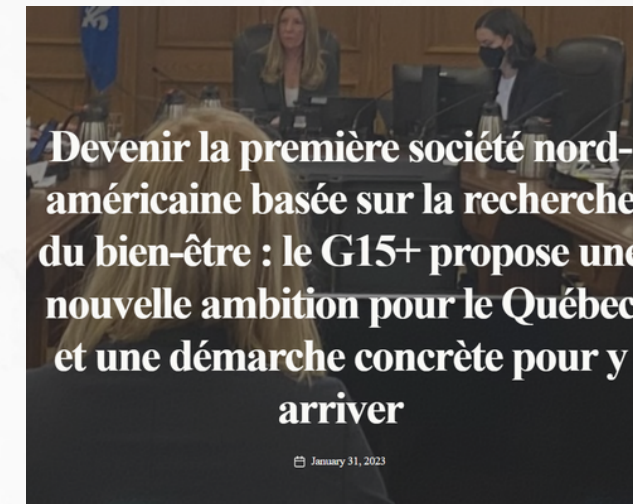 Devenir la première société nord-
américaine basée sur la recherche
du bien-être : le G15+ propose une
nouvelle ambition pour le Québec
et une démarche concrète pour y
arriver
January 31, 2023